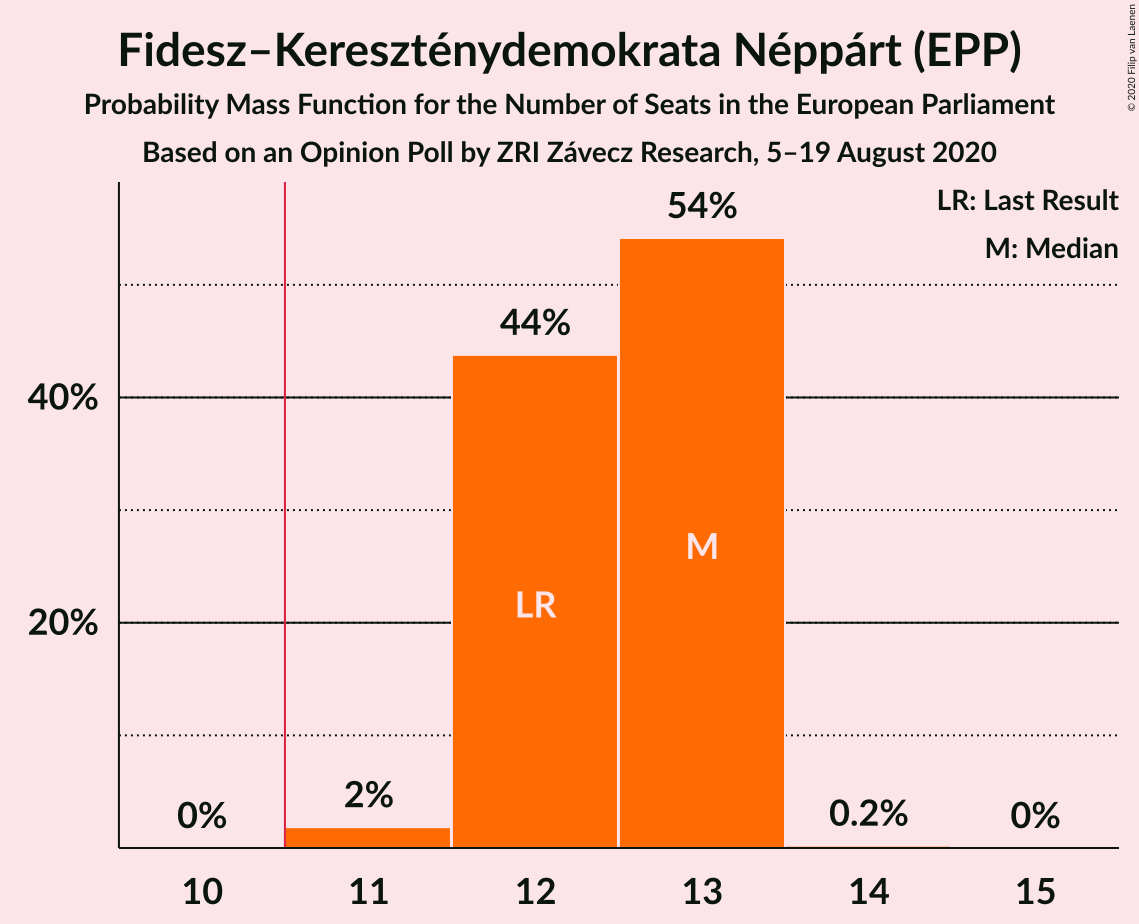 Fidesz–Kereszténydemokrata Néppárt (EPP)
Probability Mass Function for the Number of Seats in the European Parliament
Based on an Opinion Poll by ZRI Závecz Research, 5–19 August 2020
© 2020 Filip van Laenen
LR: Last Result
M: Median
54%
44%
40%
M
LR
20%
2%
0%
0.2%
0%
10 11 12 13 14 15